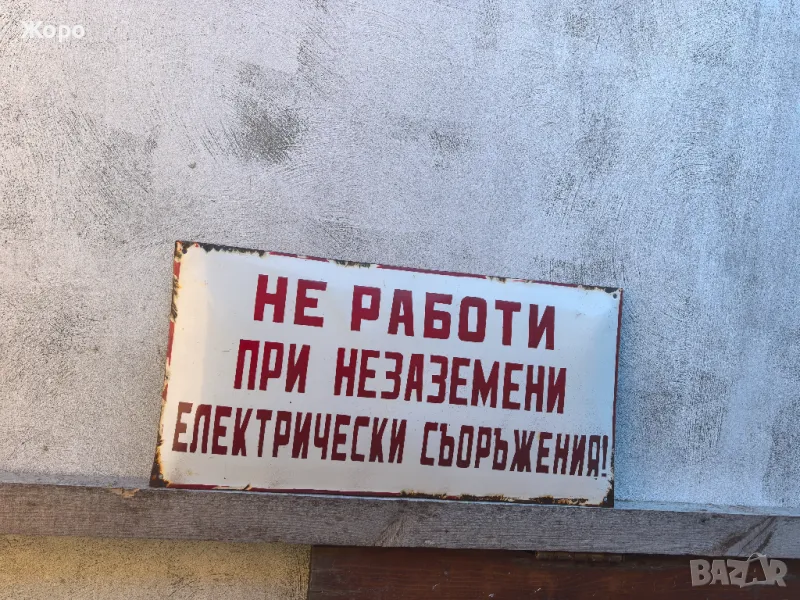 Жоро
НЕ РАБОТИ
ПРИ НЕЗАЗЕМЕНИ
ЕЛЕКТРИЧЕСКИ СЪОРЪЖЕНИЯ!
BAZAR